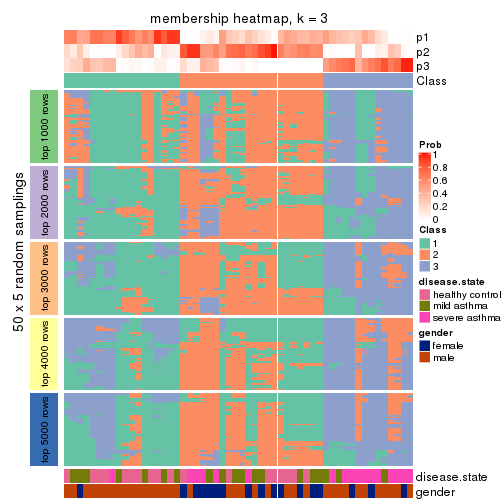 membership heatmap, k = 3
p1
p2
p3
Class
50 x 5 random samplings
top 1000 rows
top 2000 rows
top 3000 rows
top 4000 rows
top 5000 rows
disease.state
gender
Prob
1
0.8
0.6
0.4
0.2
0
Class
1
2
3
disease.state
healthy control
mild asthma
severe asthma
gender
female
male